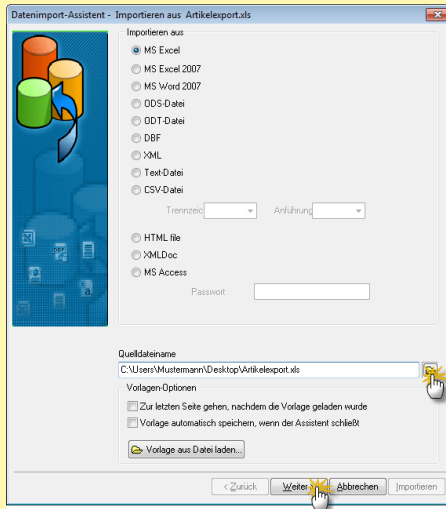 Datenimport-Assistent - Importieren aus Artikelexport.xls
Importieren aus
MS Excel
MS Excel 2007
MS Word 2007
ODS-Datei
ODT-Datei
DBF
XML
Text-Datei
CSV-Datei
Trennzeic Anführung
HTML file
XMLDoc
MS Access
Passwort
Quelldateiname
C:\Users\Mustermann\Desktop\Artikelexport.xls
Vorlagen-Optionen
Zur letzten Seite gehen, nachdem die Vorlage geladen wurde
Vorlage automatisch speichern, wenn der Assistent schließt
Vorlage aus Datei laden...
< Zurück Weiter Abbrechen Importieren